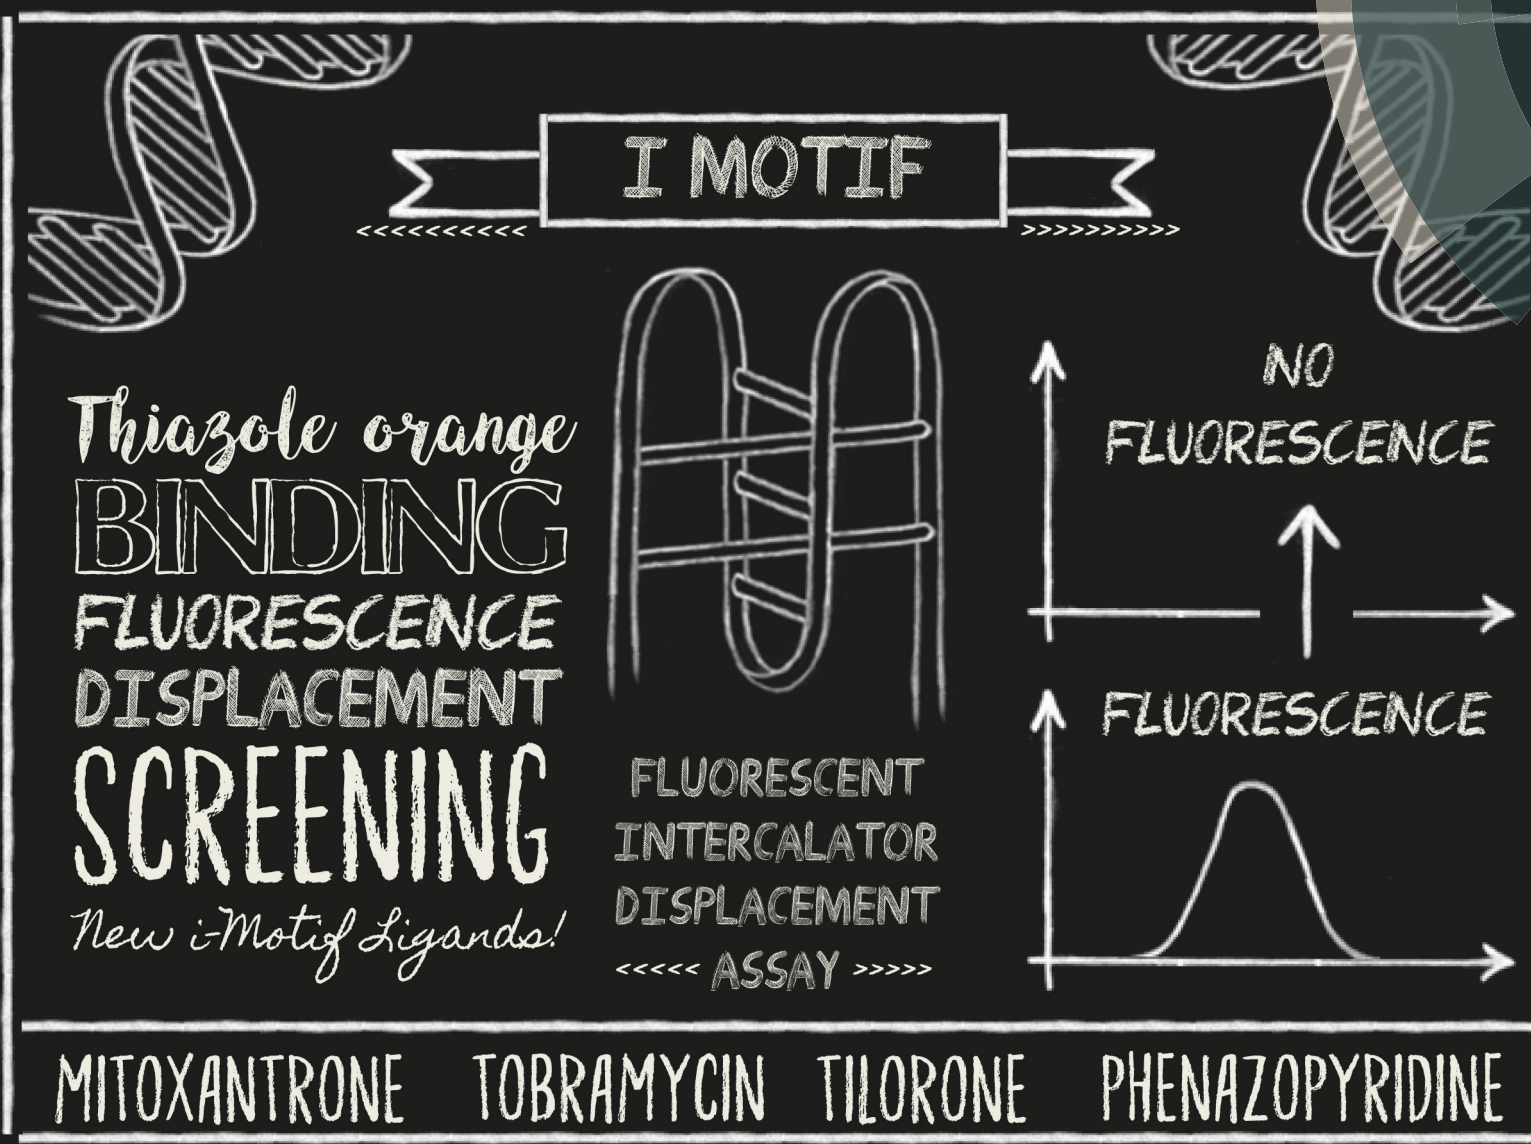 I MOTIF
<<<<<<<<<<
>>>>>>>>>>
Thiazole orange
BINDING
FLUORESCENCE
DISPLACEMENT
SCREENING
New i-Motif Ligands!
FLUORESCENT
INTERCALATOR
DISPLACEMENT
<<<<< ASSAY >>>>>
NO
FLUORESCENCE
FLUORESCENCE
MITOXANTRONE TOBRAMYCIN TILORONE PHENAZOPYRIDINE